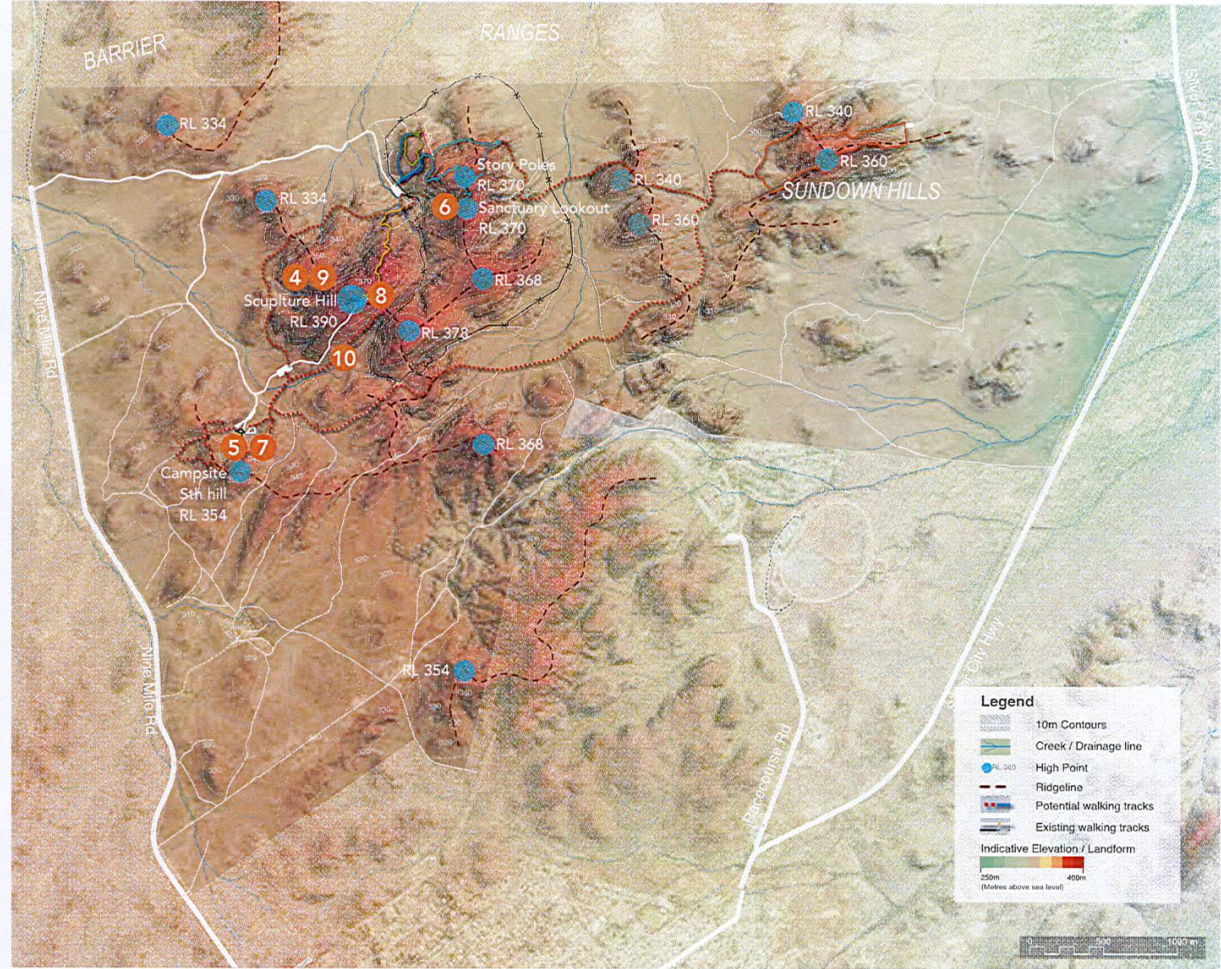 BARRIER
RANGES
RL 334
RL 340
RL 360
SUNDOWN HILLS
Story Poles
RL 370
6
Sanctuary Lookout
RL 370
RL 340
RL 360
RL 334
4
9
8
Scuplture Hill
RL 390
RL 368
RL 378
10
5
7
Campsite
Sth hill
RL 354
RL 368
RL 354
Nine Mile Rd
Nine Mile Rd
Silver City Hwy
City Hwy
Racecourse Rd
Legend
10m Contours
Creek / Drainage line
High Point
Ridgeline
Potential walking tracks
Existing walking tracks
Indicative Elevation / Landform
250m
400m
(Metres above sea level)
0
500
1000 m